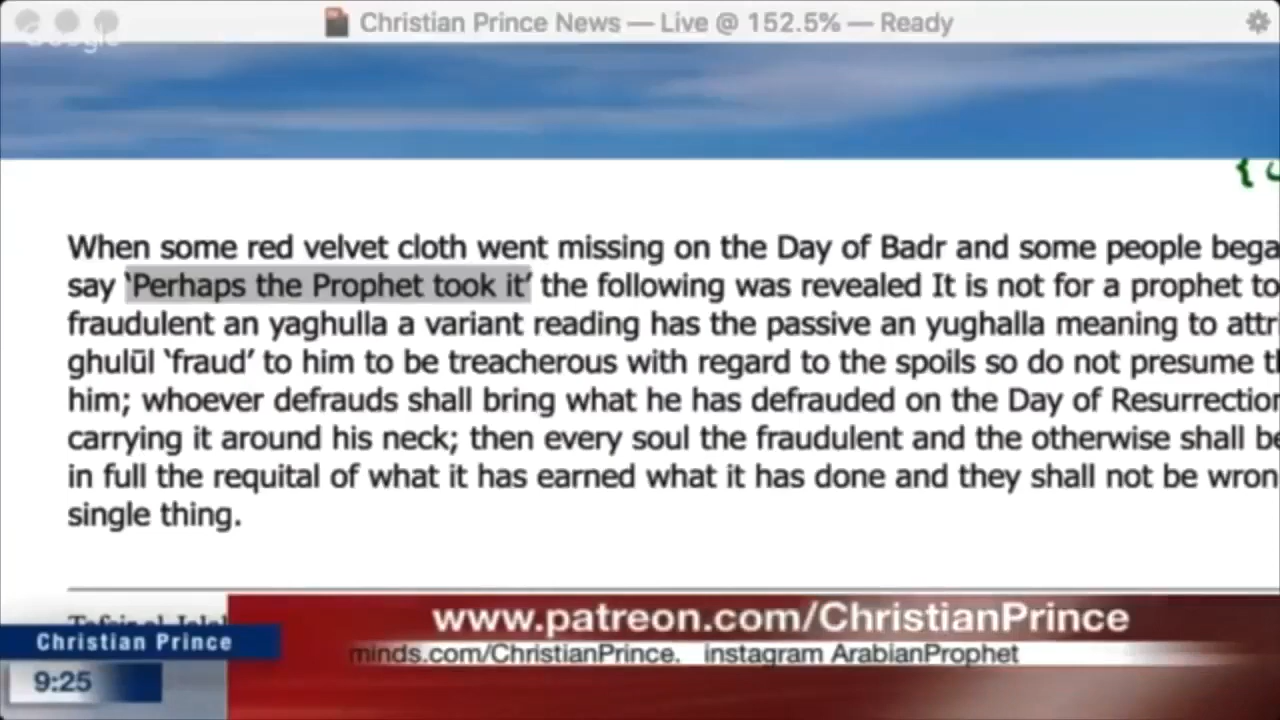 Christian Prince News — Live @ 152.5% — Ready
Google
When some red velvet cloth went missing on the Day of Badr and some people bega
say ‘Perhaps the Prophet took it’ the following was revealed It is not for a prophet to
fraudulent an yaghulla a variant reading has the passive an yughalla meaning to attr
ghulūl ‘fraud’ to him to be treacherous with regard to the spoils so do not presume t
him; whoever defrauds shall bring what he has defrauded on the Day of Resurrection
carrying it around his neck; then every soul the fraudulent and the otherwise shall be
in full the requital of what it has earned what it has done and they shall not be wron
single thing.
www.patreon.com/ChristianPrince
Christian Prince
minds.com/ChristianPrince. instagram ArabianProphet
9:25